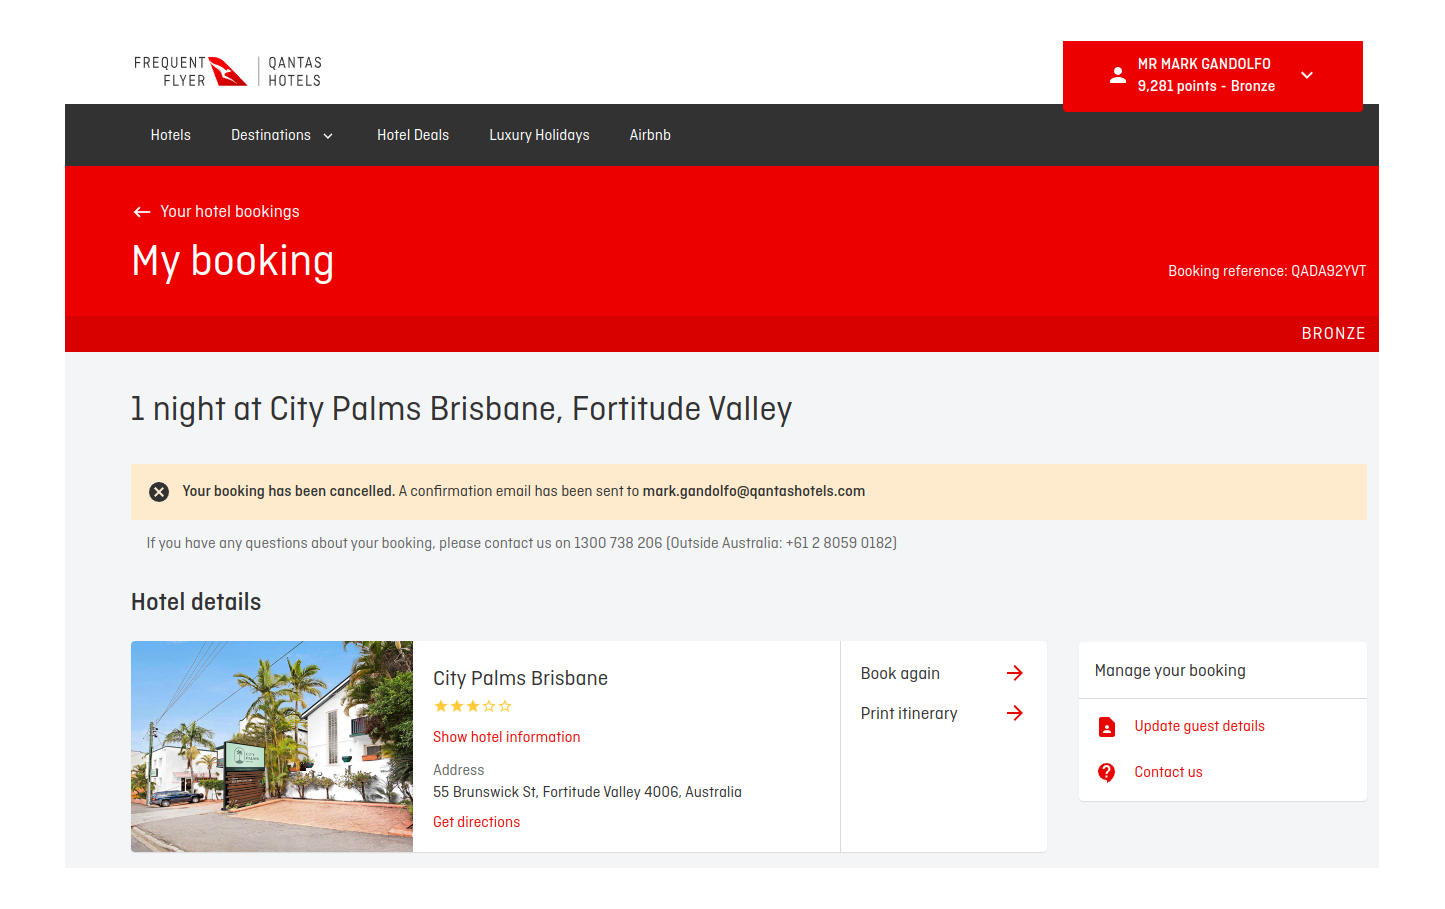 FREQUENT FLYER
QANTAS HOTELS
MR MARK GANDOLFO
9,281 points - Bronze
Hotels
Destinations
Hotel Deals
Luxury Holidays
Airbnb
Your hotel bookings
My booking
Booking reference: QADA92YVT
BRONZE
1 night at City Palms Brisbane, Fortitude Valley
Your booking has been cancelled. A confirmation email has been sent to mark.gandolfo@qantashotels.com
If you have any questions about your booking, please contact us on 1300 738 206 (Outside Australia: +61 2 8059 0182)
Hotel details
CITY
PALMS
City Palms Brisbane
Show hotel information
Address
55 Brunswick St, Fortitude Valley 4006, Australia
Get directions
Book again
Print itinerary
Manage your booking
Update guest details
Contact us